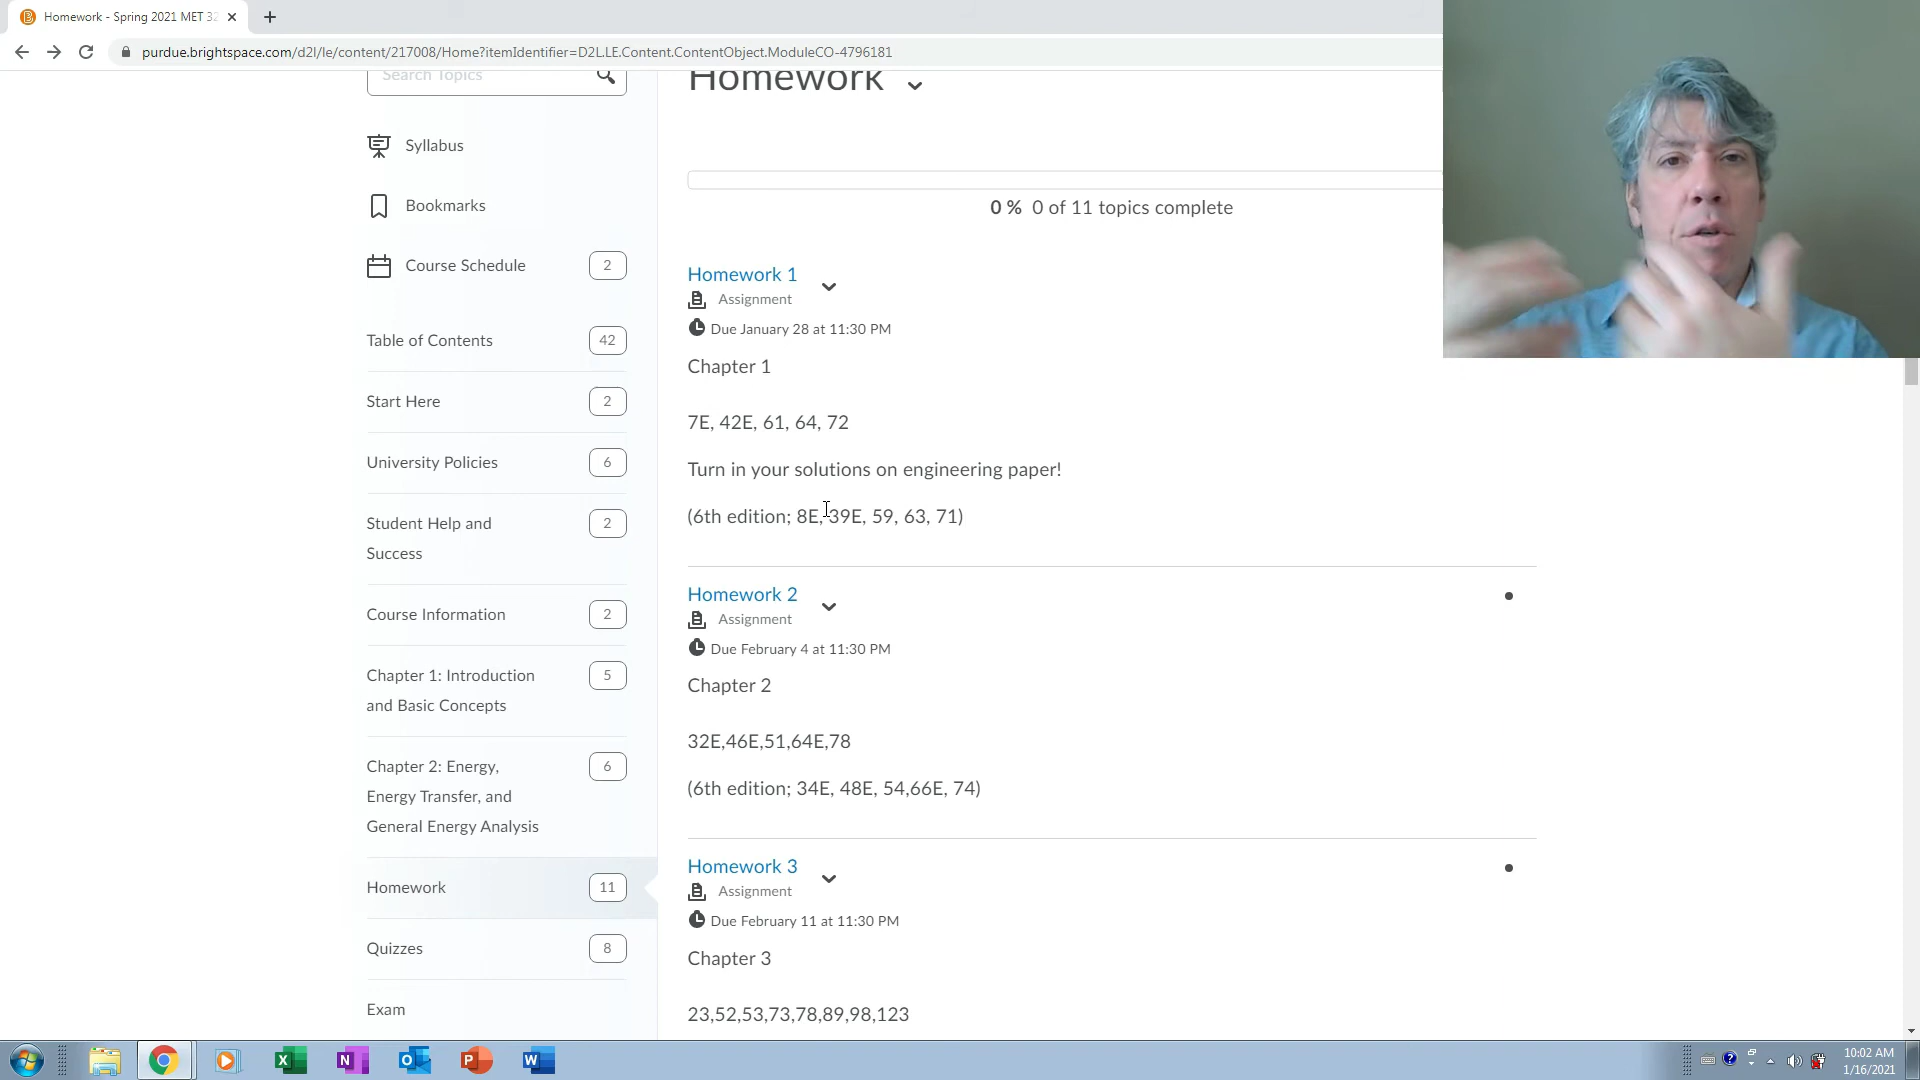 Homework - Spring 2021 MET 32
purdue.brightspace.com/d2l/le/content/217008/Home?itemIdentifier=D2L.LE.Content.ContentObject.ModuleCO-4796181
Search Topics
Syllabus
Bookmarks
Course Schedule 2
Table of Contents 42
Start Here 2
University Policies 6
Student Help and 2
Success
Course Information 2
Chapter 1: Introduction 5
and Basic Concepts
Chapter 2: Energy, 6
Energy Transfer, and
General Energy Analysis
Homework 11
Quizzes 8
Exam
Homework
0 % 0 of 11 topics complete
Homework 1
Assignment
Due January 28 at 11:30 PM
Chapter 1
7E, 42E, 61, 64, 72
Turn in your solutions on engineering paper!
(6th edition; 8E, 39E, 59, 63, 71)
Homework 2
Assignment
Due February 4 at 11:30 PM
Chapter 2
32E,46E,51,64E,78
(6th edition; 34E, 48E, 54,66E, 74)
Homework 3
Assignment
Due February 11 at 11:30 PM
Chapter 3
23,52,53,73,78,89,98,123
10:02 AM
1/16/2021